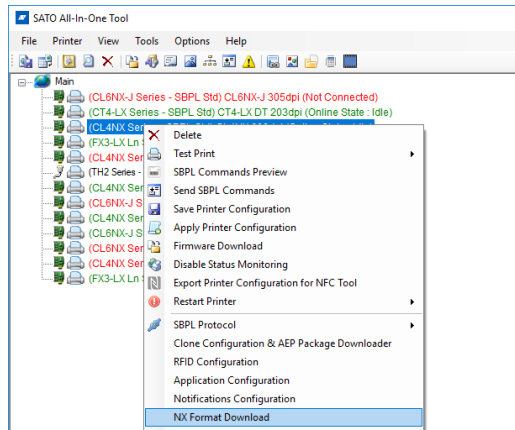 SATO All-In-One Tool
File Printer View Tools Options Help
Main
(CL6NX-J Series - SBPL Std) CL6NX-J 305dpi (Not Connected)
(CT4-LX Series - SBPL Std) CT4-LX DT 203dpi (Online State : Idle)
(CL4NX
(FX3-LX Ln S
(CL4NX Ser
(TH2 Series -
(CL4NX Ser
(CL6NX-J S
(CL4NX Ser
(CL6NX-J S
(CL6NX Ser
(CL4NX Ser
(FX3-LX Ln S
Delete
Test Print
SBPL Commands Preview
Send SBPL Commands
Save Printer Configuration
Apply Printer Configuration
Firmware Download
Disable Status Monitoring
Export Printer Configuration for NFC Tool
Restart Printer
SBPL Protocol
Clone Configuration & AEP Package Downloader
RFID Configuration
Application Configuration
Notifications Configuration
NX Format Download